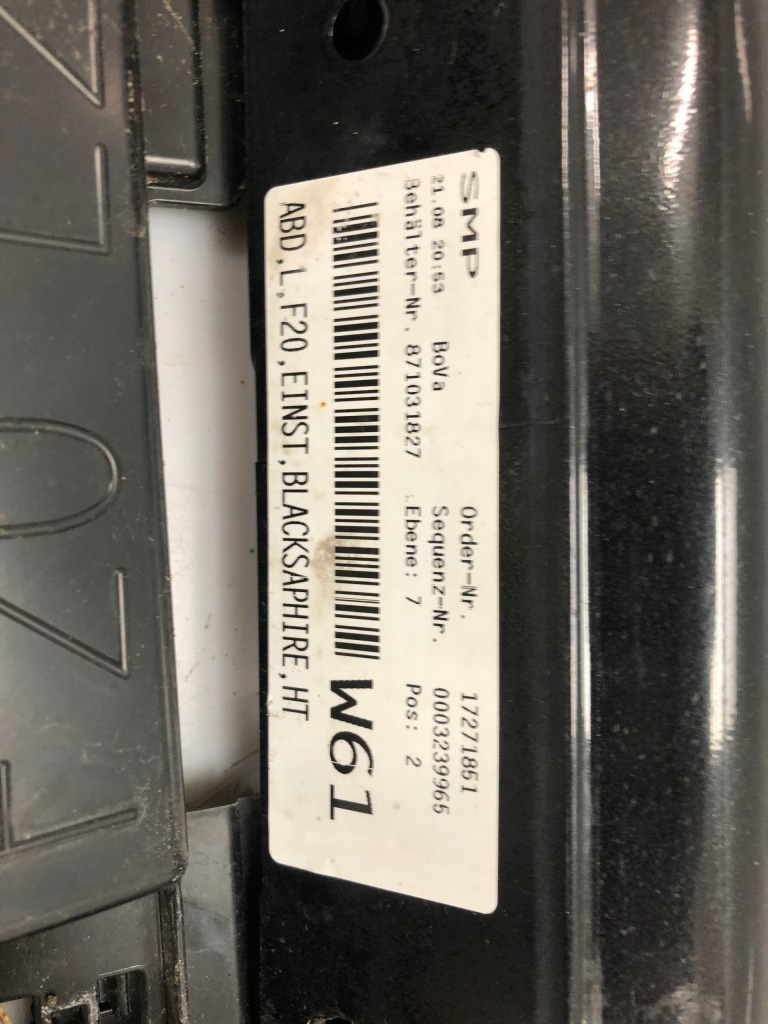 SMP Order-Nr. 17271851
21.08 20:53 BoVa Sequenz-Nr. 0003239965
Behälter-Nr. 871031827 Ebene: 7 Pos: 2
W61
ABD,L,F20,EINST,BLACKSAPHIRE,HT